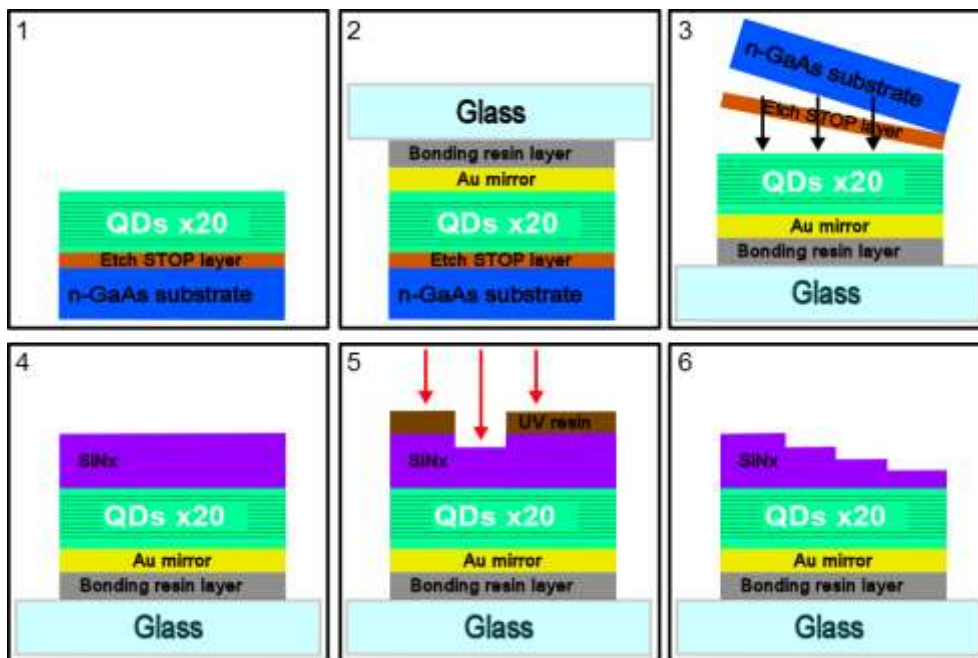 1
QDs x20
Etch STOP layer
n-GaAs substrate
2
Glass
Bonding resin layer
Au mirror
QDs x20
Etch STOP layer
n-GaAs substrate
3
n-GaAs substrate
Etch STOP layer
QDs x20
Au mirror
Bonding resin layer
Glass
4
SiNx
QDs x20
Au mirror
Bonding resin layer
Glass
5
UV resin
SiNx
QDs x20
Au mirror
Bonding resin layer
Glass
6
SiNx
QDs x20
Au mirror
Bonding resin layer
Glass